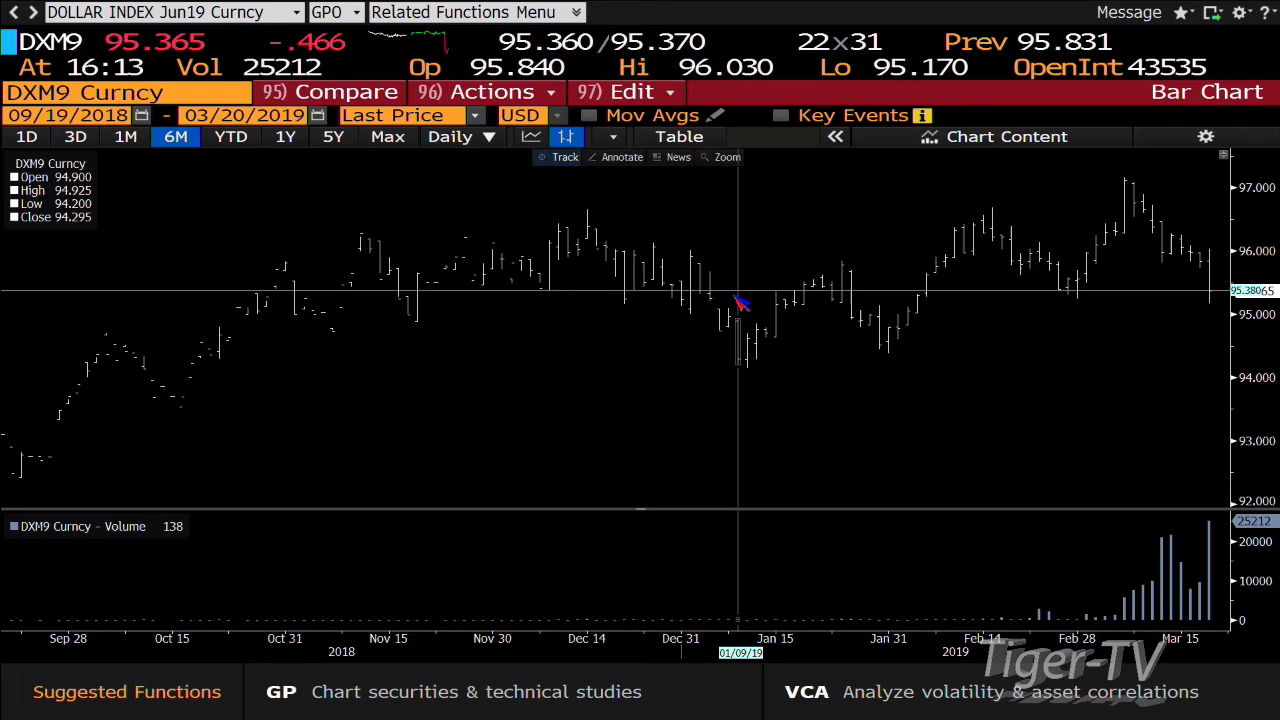 DOLLAR INDEX Jun19 Curncy GPO Related Functions Menu Message ?
DXM9 95.365 -.466 95.360/95.370 22x31 Prev 95.831
At 16:13 Vol 25212 Op 95.840 Hi 96.030 Lo 95.170 OpenInt 43535
DXM9 Curncy 95) Compare 96) Actions 97) Edit Bar Chart
09/19/2018 - 03/20/2019 Last Price USD Mov Avgs Key Events i
1D 3D 1M 6M YTD 1Y 5Y Max Daily Table Chart Content
Track Annotate News Zoom
DXM9 Curncy
Open 94.900
High 94.925
Low 94.200
Close 94.295
97.000
96.000
95.38065
95.000
94.000
93.000
92.000
DXM9 Curncy - Volume 138
25212
20000
10000
0
Sep 28 Oct 15 Oct 31 Nov 15 Nov 30 Dec 14 Dec 31 Jan 15 Jan 31 Feb 14 Feb 28 Mar 15
2018 01/09/19 2019
Tiger-TV
Suggested Functions GP Chart securities & technical studies VCA Analyze volatility & asset correlations